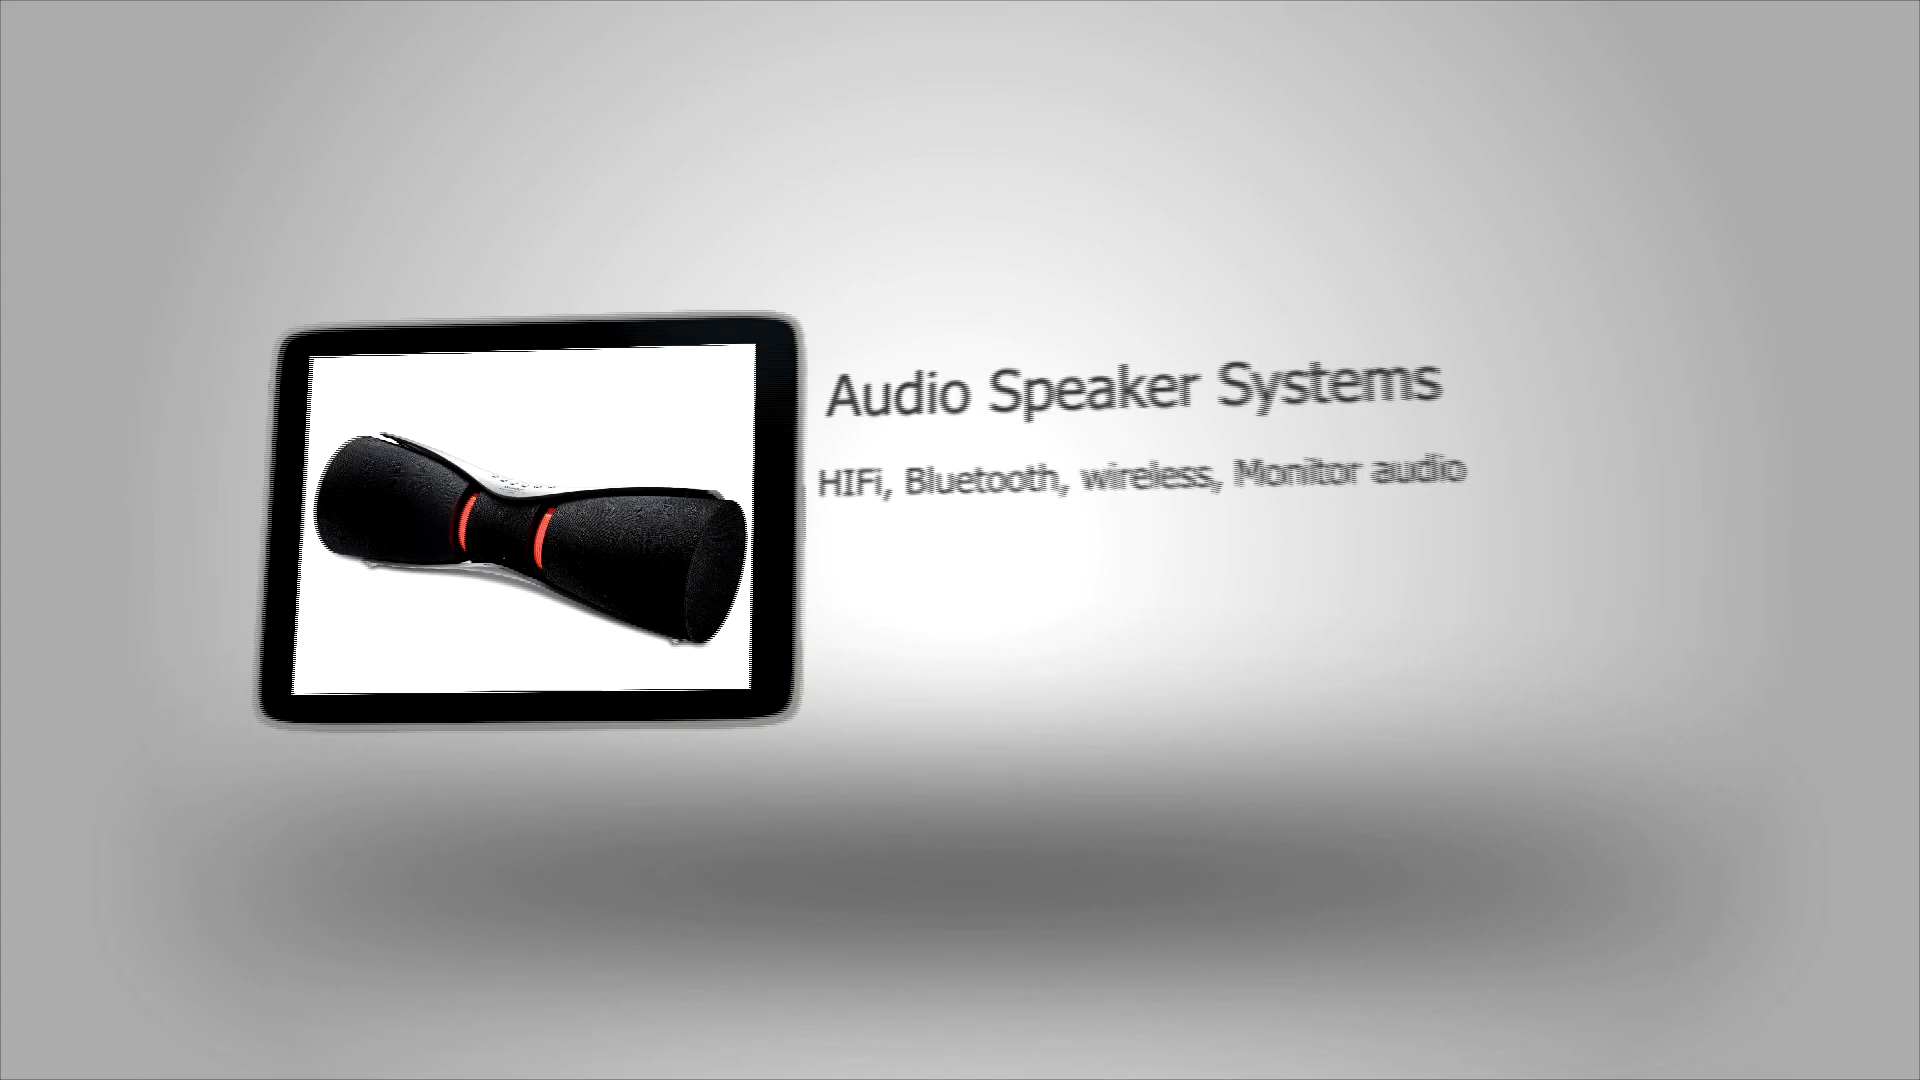 Audio Speaker Systems
HIFi, Bluetooth, wireless, Monitor audio